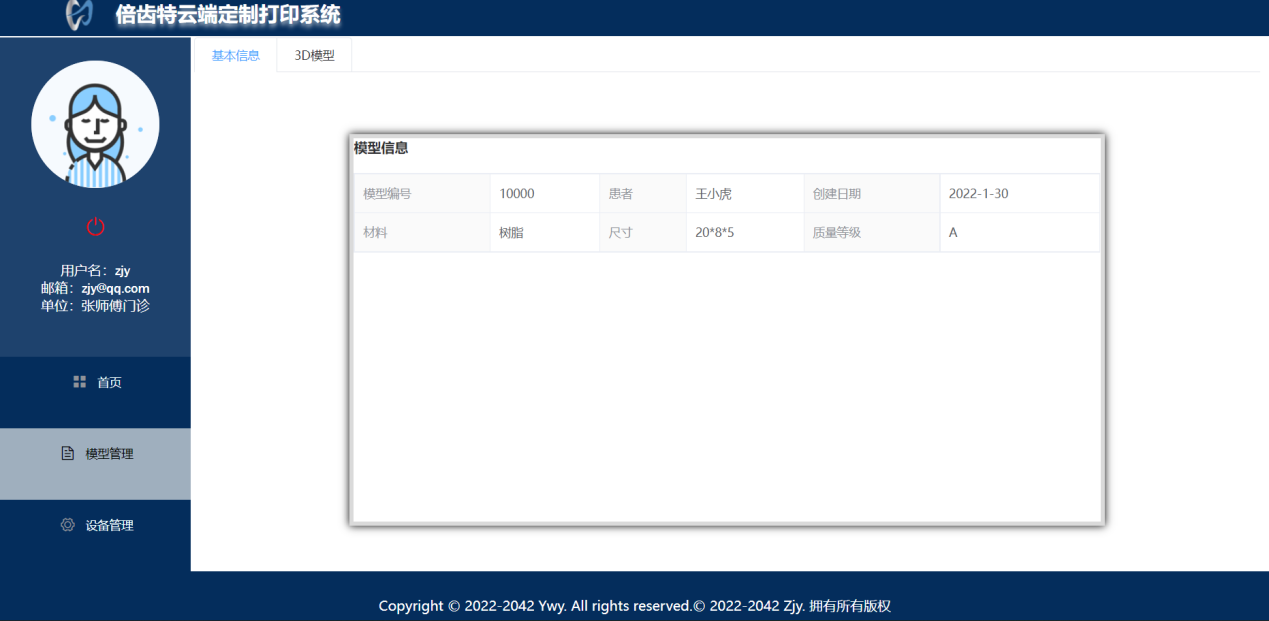 倍齿特云端定制打印系统
基本信息 3D模型
模型信息
模型编号 10000 患者 王小虎 创建日期 2022-1-30
材料 树脂 尺寸 20*8*5 质量等级 A
用户名：zjy
邮箱：zjy@qq.com
单位：张师傅门诊
首页
模型管理
设备管理
Copyright © 2022-2042 Ywy. All rights reserved.© 2022-2042 Zjy. 拥有所有版权